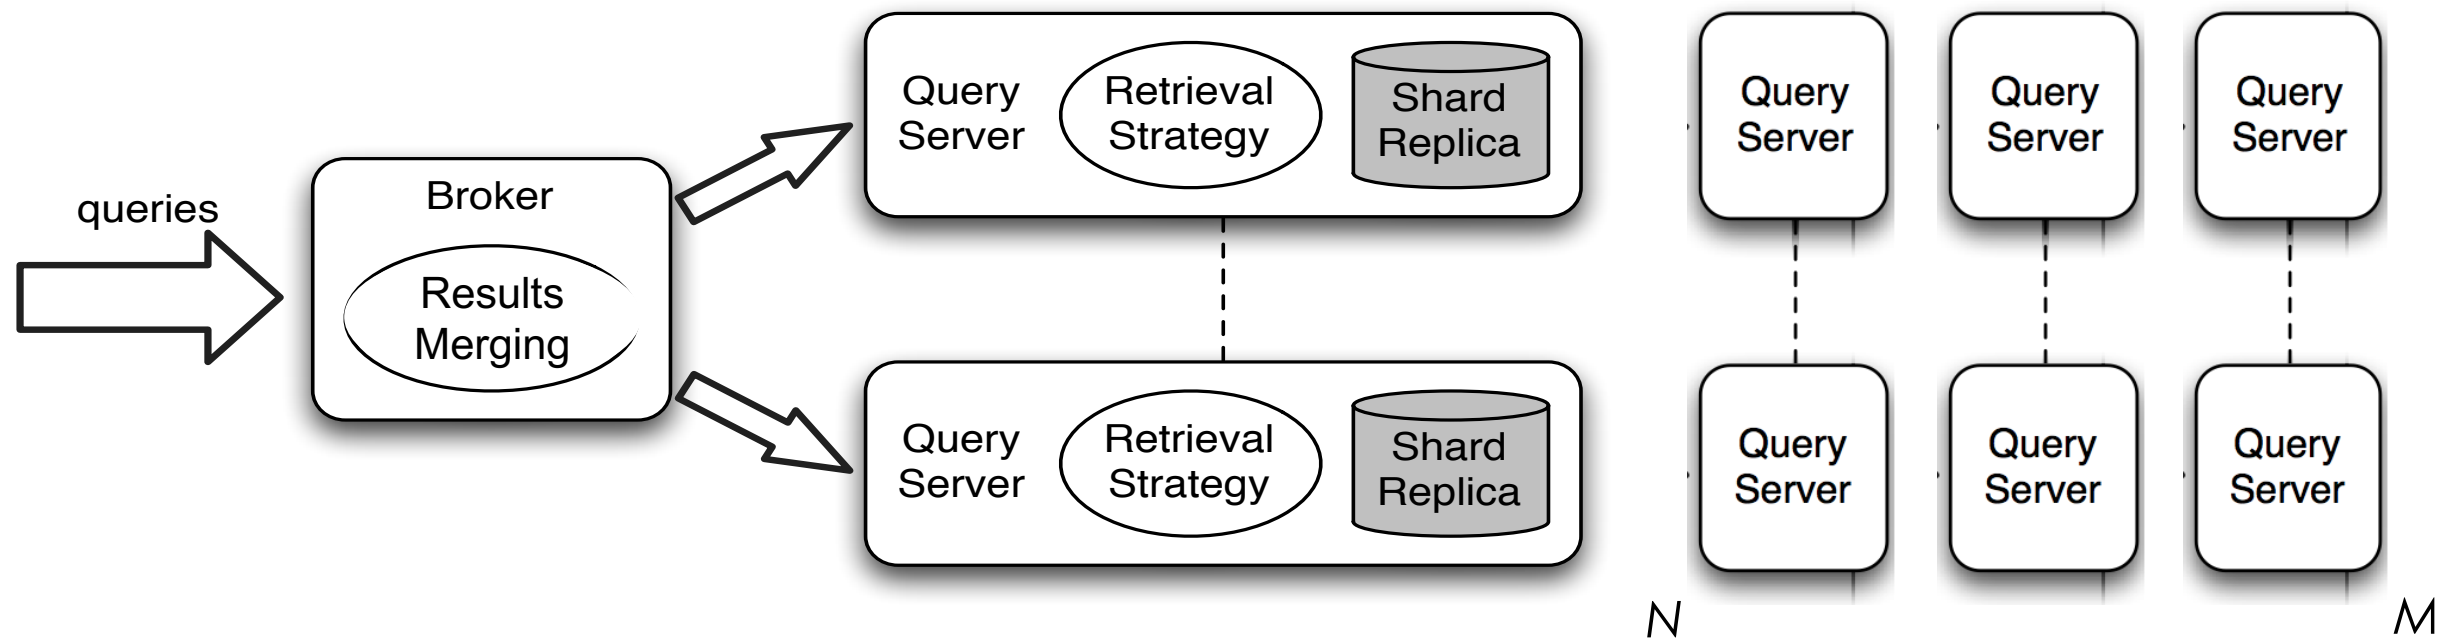 queries
Broker
Results
Merging
Query
Server
Retrieval
Strategy
Shard
Replica
Query
Server
Query
Server
Query
Server
Query
Server
Retrieval
Strategy
Shard
Replica
Query
Server
Query
Server
Query
Server
N
M